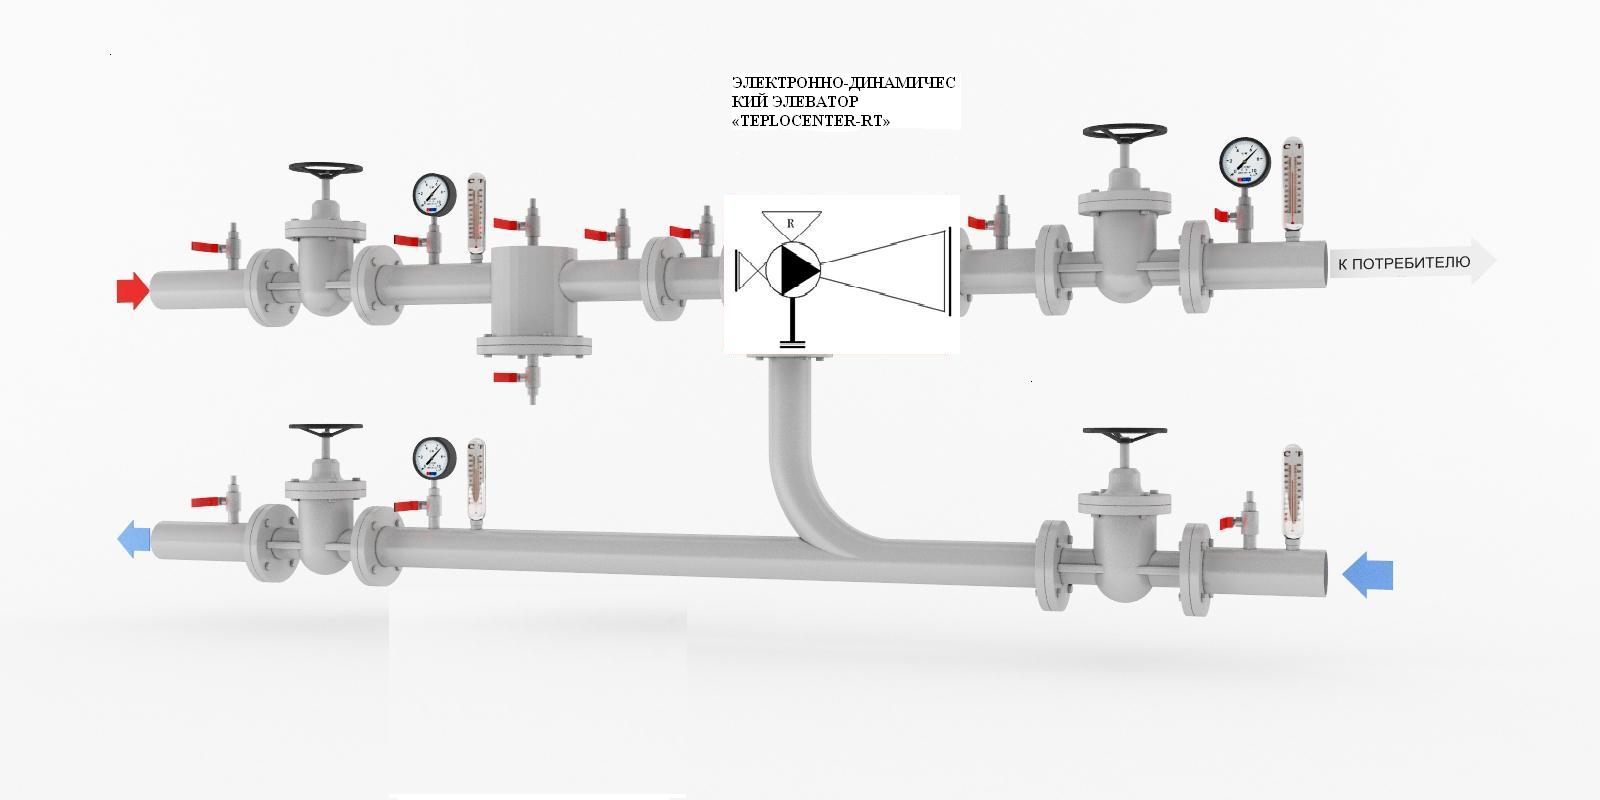 ЭЛЕКТРОННО-ДИНАМИЧЕС
КИЙ ЭЛЕВАТОР
«TEPLOCENTER-RT»
R
К ПОТРЕБИТЕЛЮ